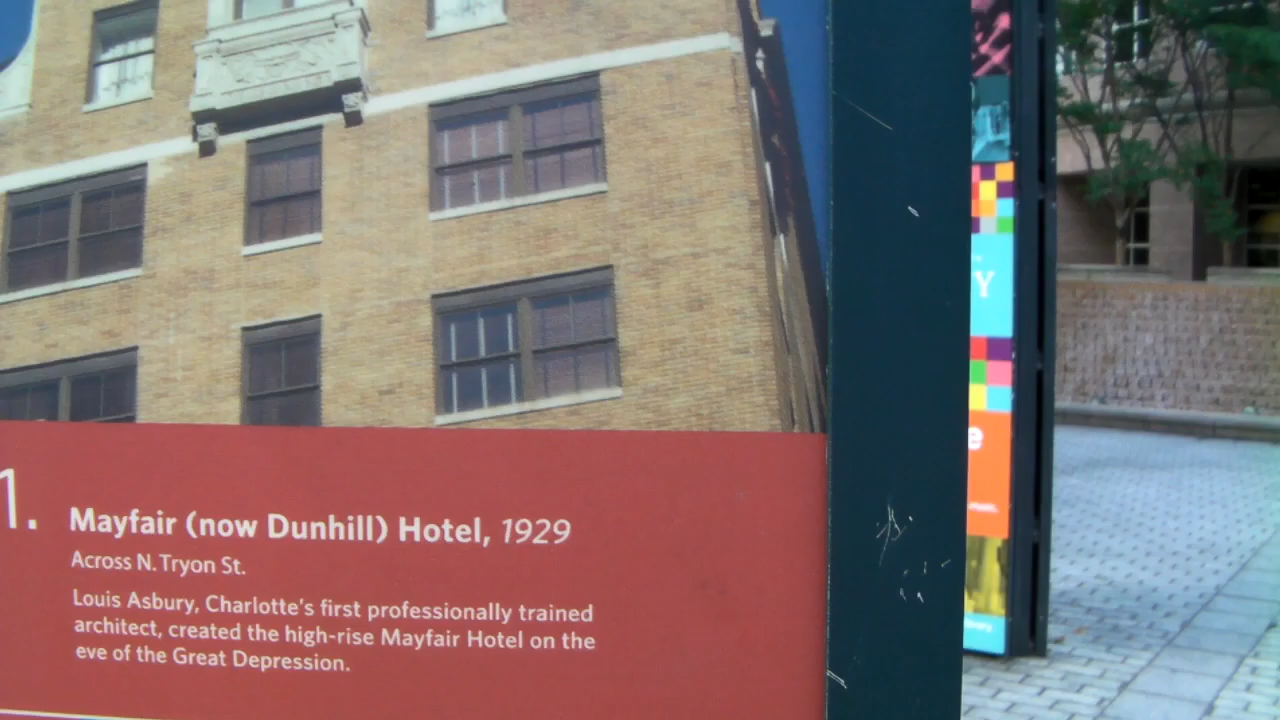 1.
Mayfair (now Dunhill) Hotel, 1929
Across N. Tryon St.
Louis Asbury, Charlotte's first professionally trained
architect, created the high-rise Mayfair Hotel on the
eve of the Great Depression.
Y
e